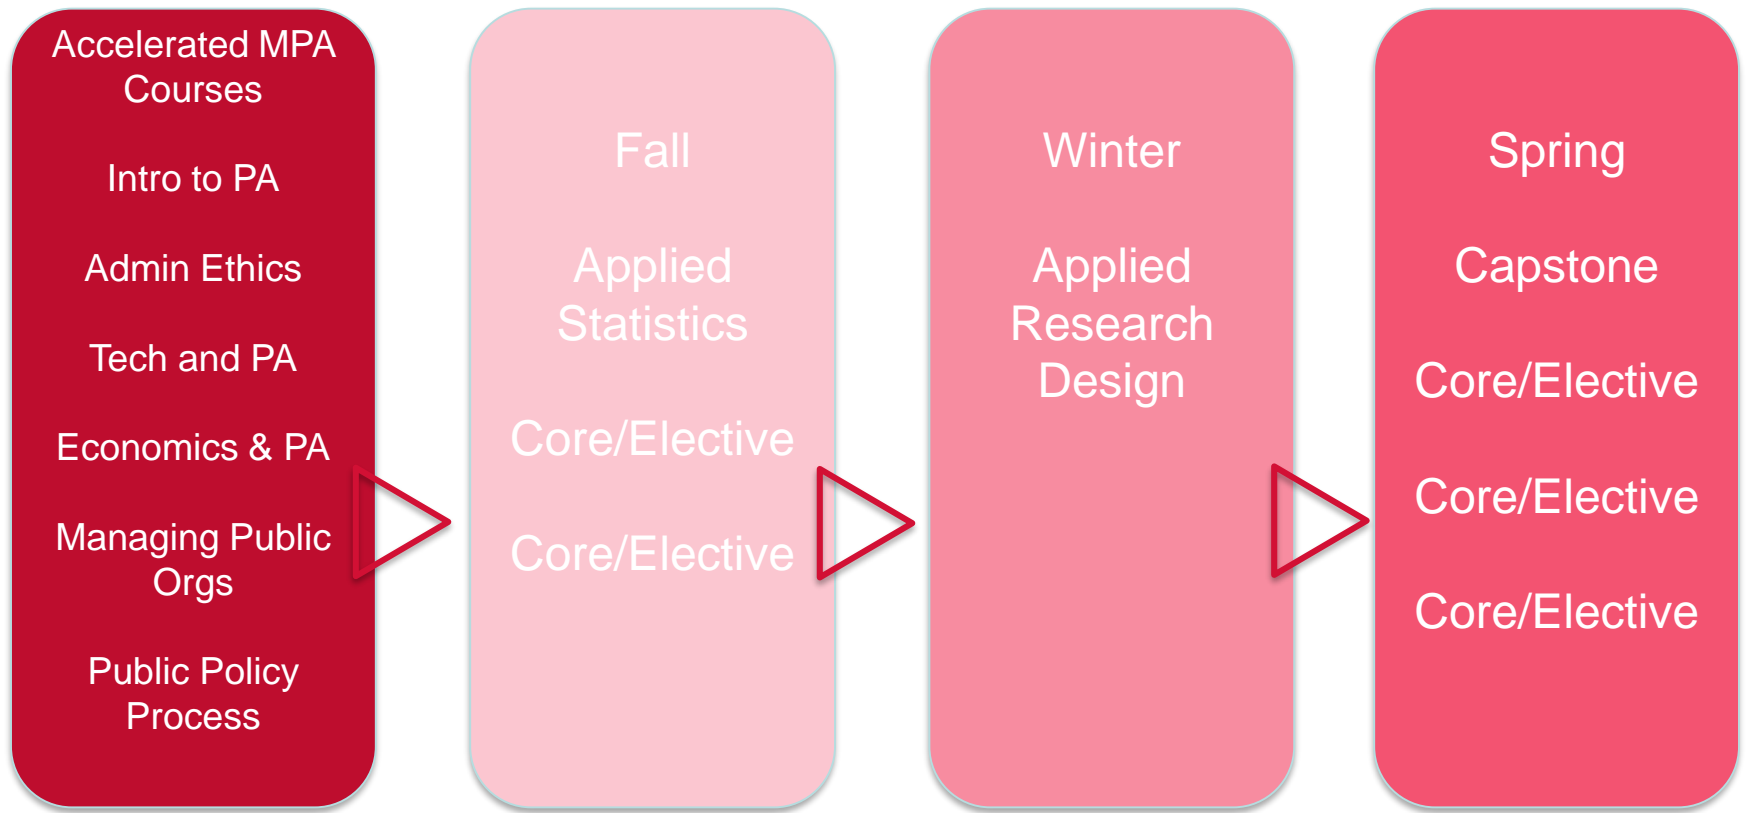 Accelerated MPA
Courses
Intro to PA
Admin Ethics
Tech and PA
Economics & PA
Managing Public
Orgs
Public Policy
Process
Fall
Applied
Statistics
Core/Elective
Core/Elective
Winter
Applied
Research
Design
Spring
Capstone
Core/Elective
Core/Elective
Core/Elective